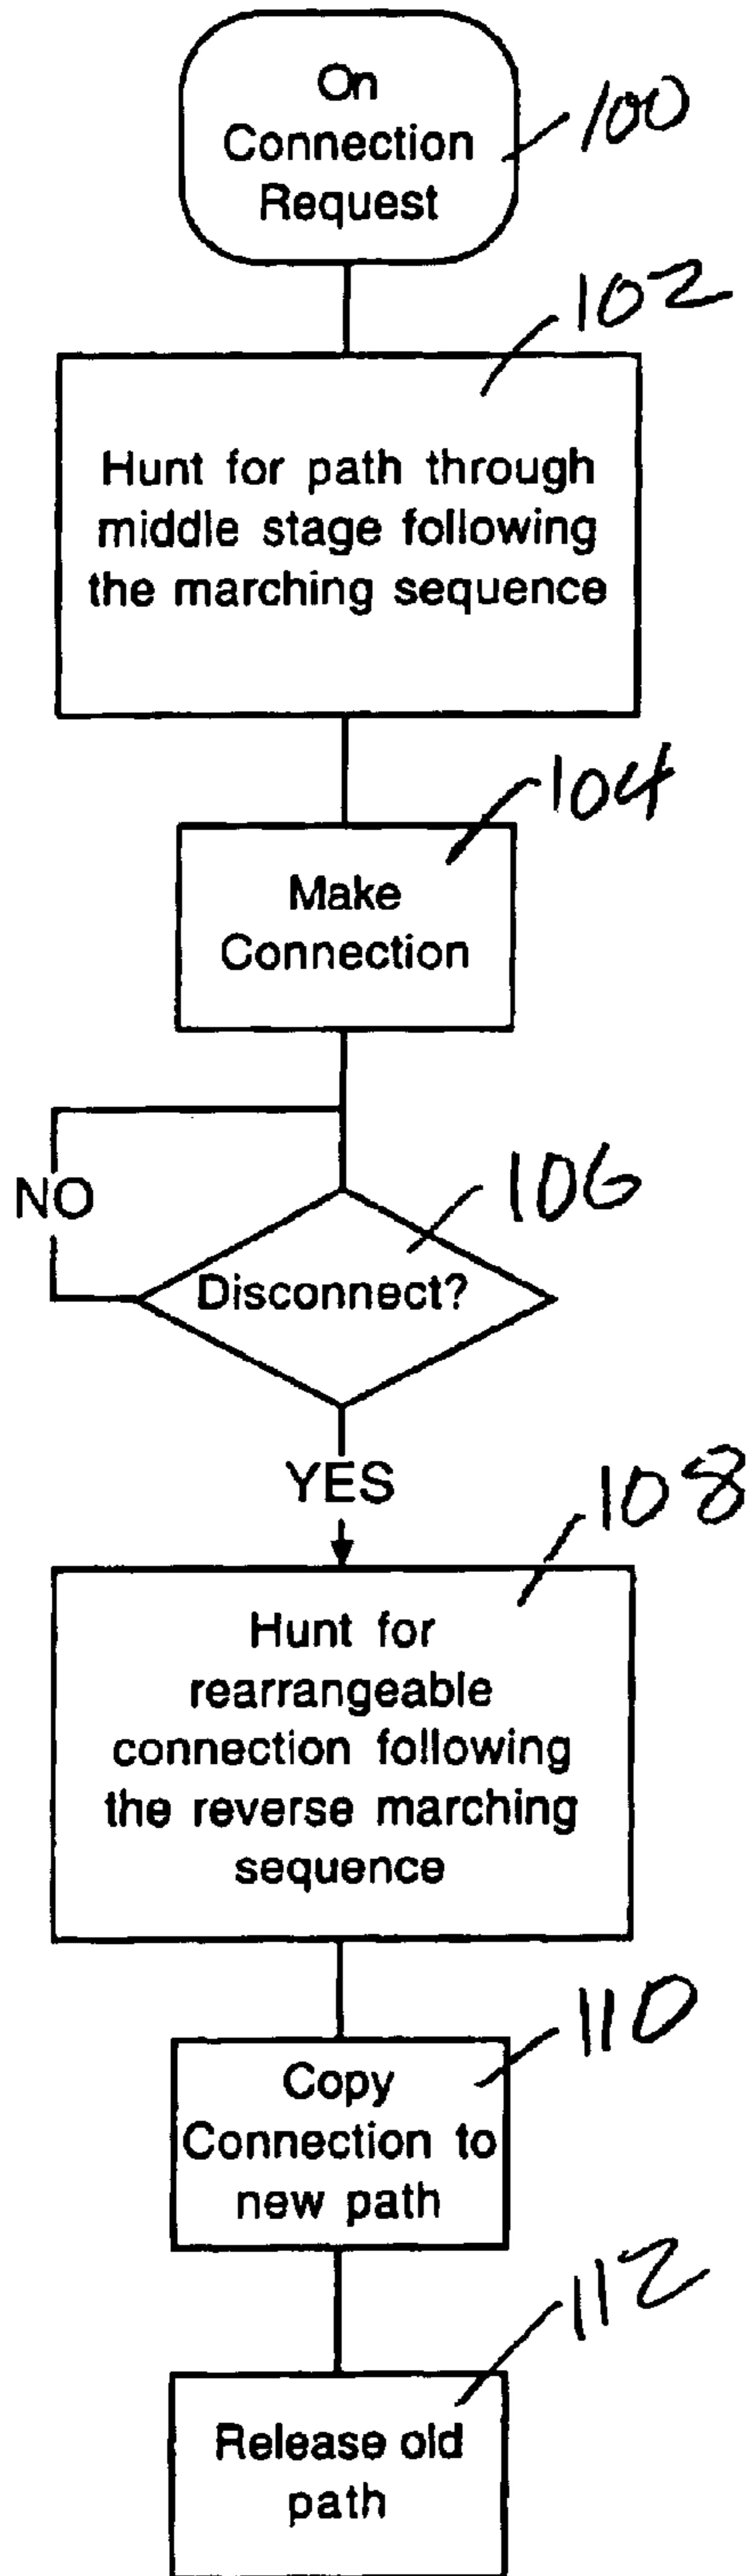 On
Connection
Request
100
102
Hunt for path through
middle stage following
the marching sequence
104
Make
Connection
106
NO
Disconnect?
YES
108
Hunt for
rearrangeable
connection following
the reverse marching
sequence
110
Copy
Connection to
new path
112
Release old
path